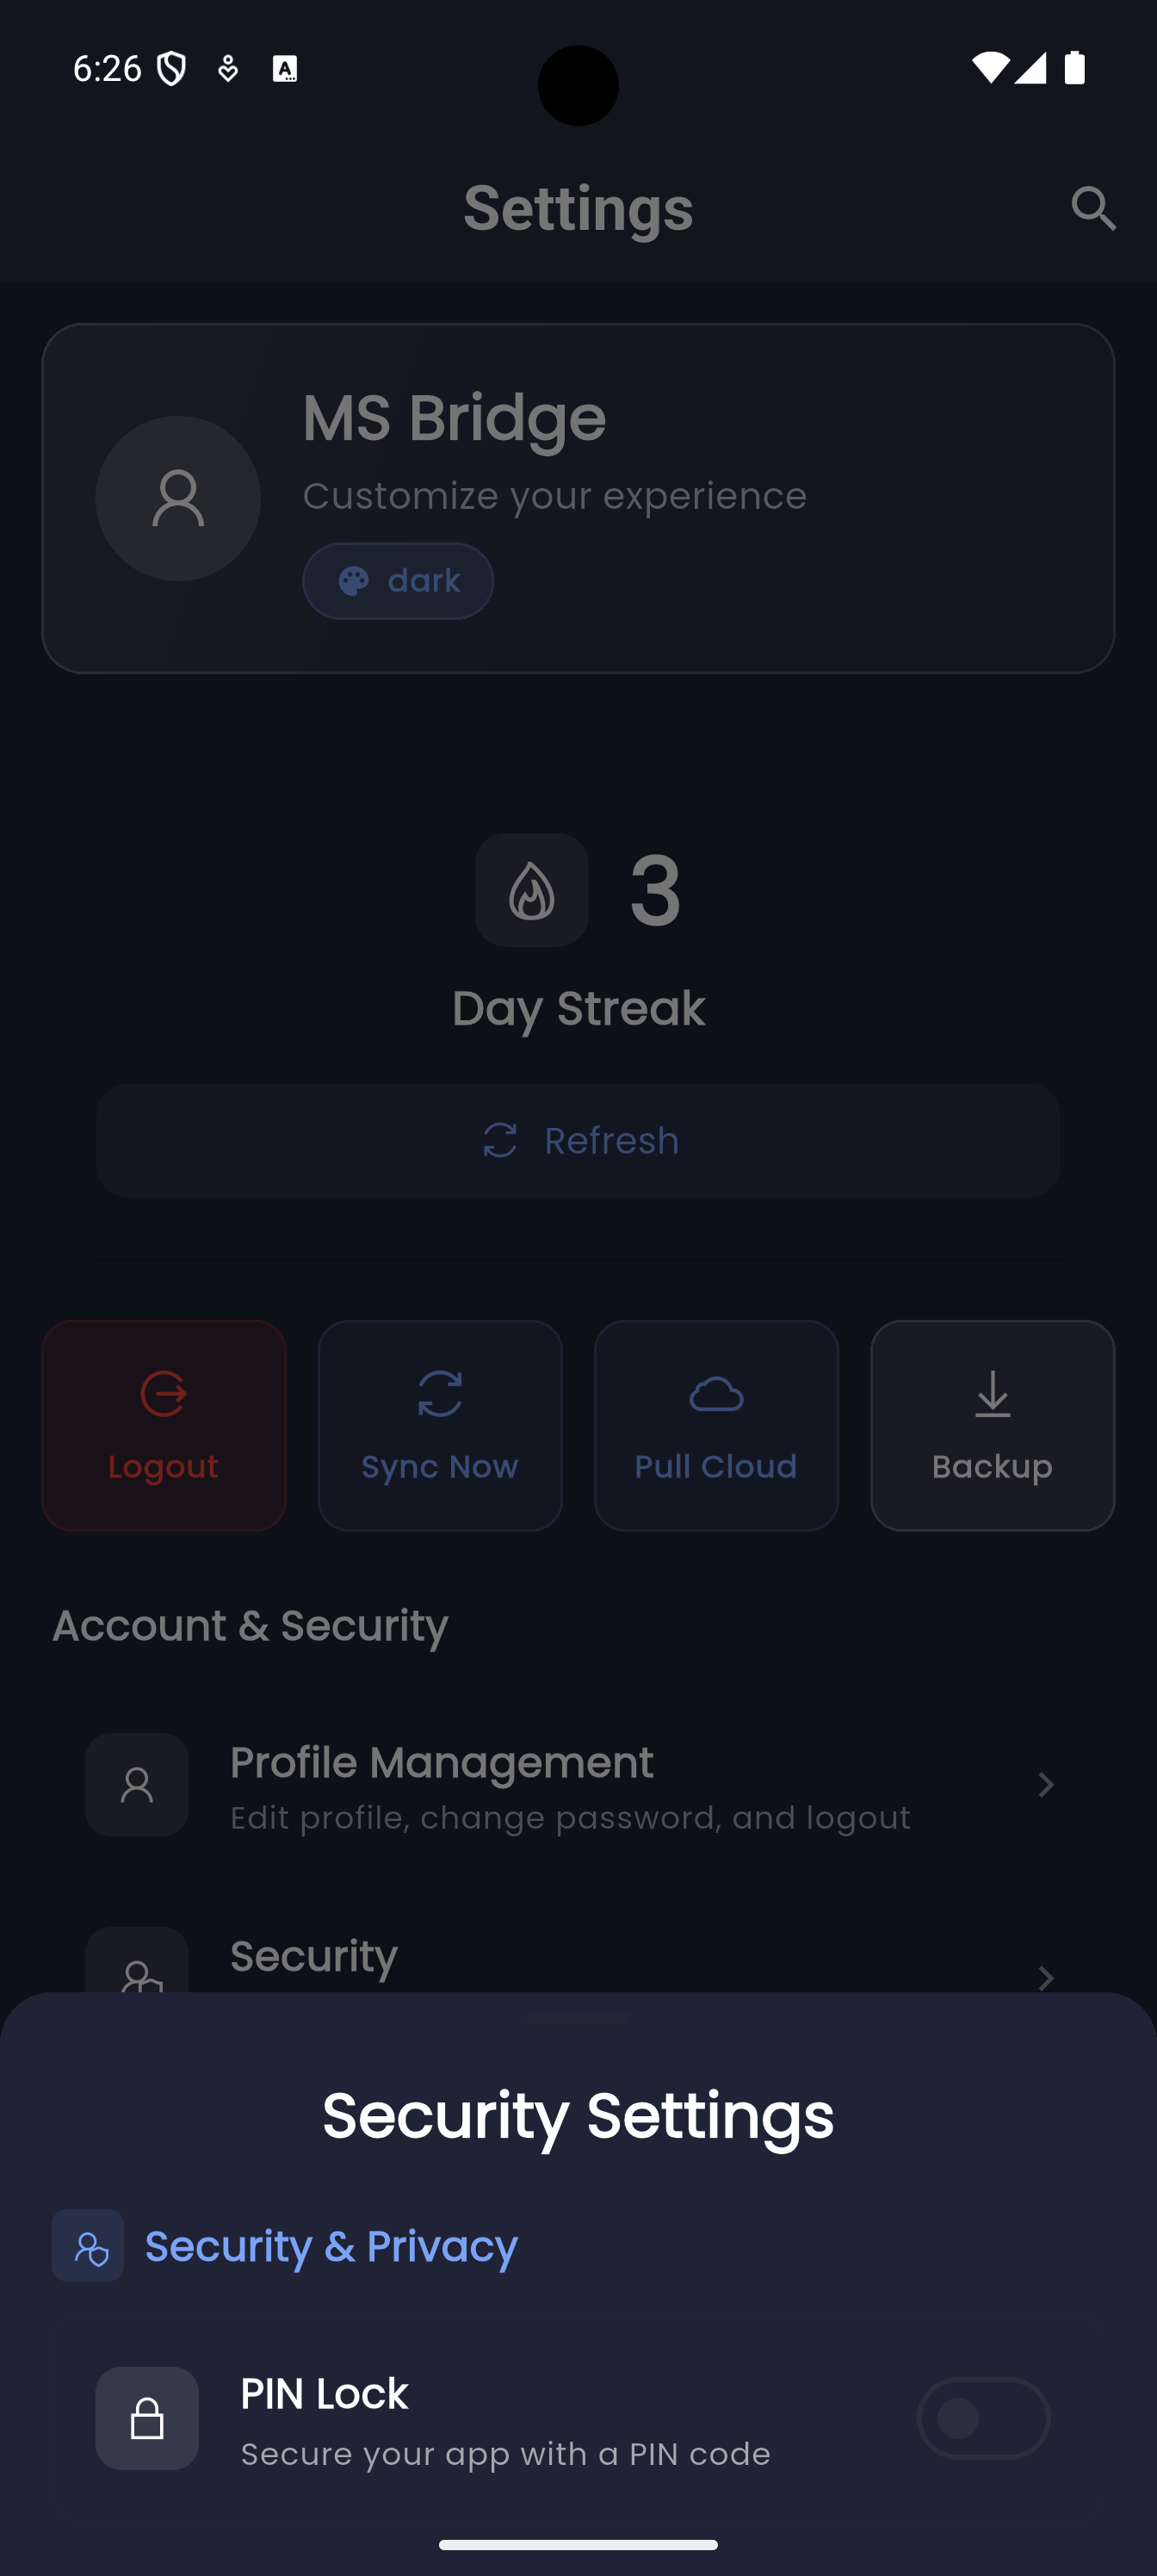 6:26
Settings
MS Bridge
Customize your experience
dark
3
Day Streak
Refresh
Logout
Sync Now
Pull Cloud
Backup
Account & Security
Profile Management
Edit profile, change password, and logout
Security
Security Settings
Security & Privacy
PIN Lock
Secure your app with a PIN code